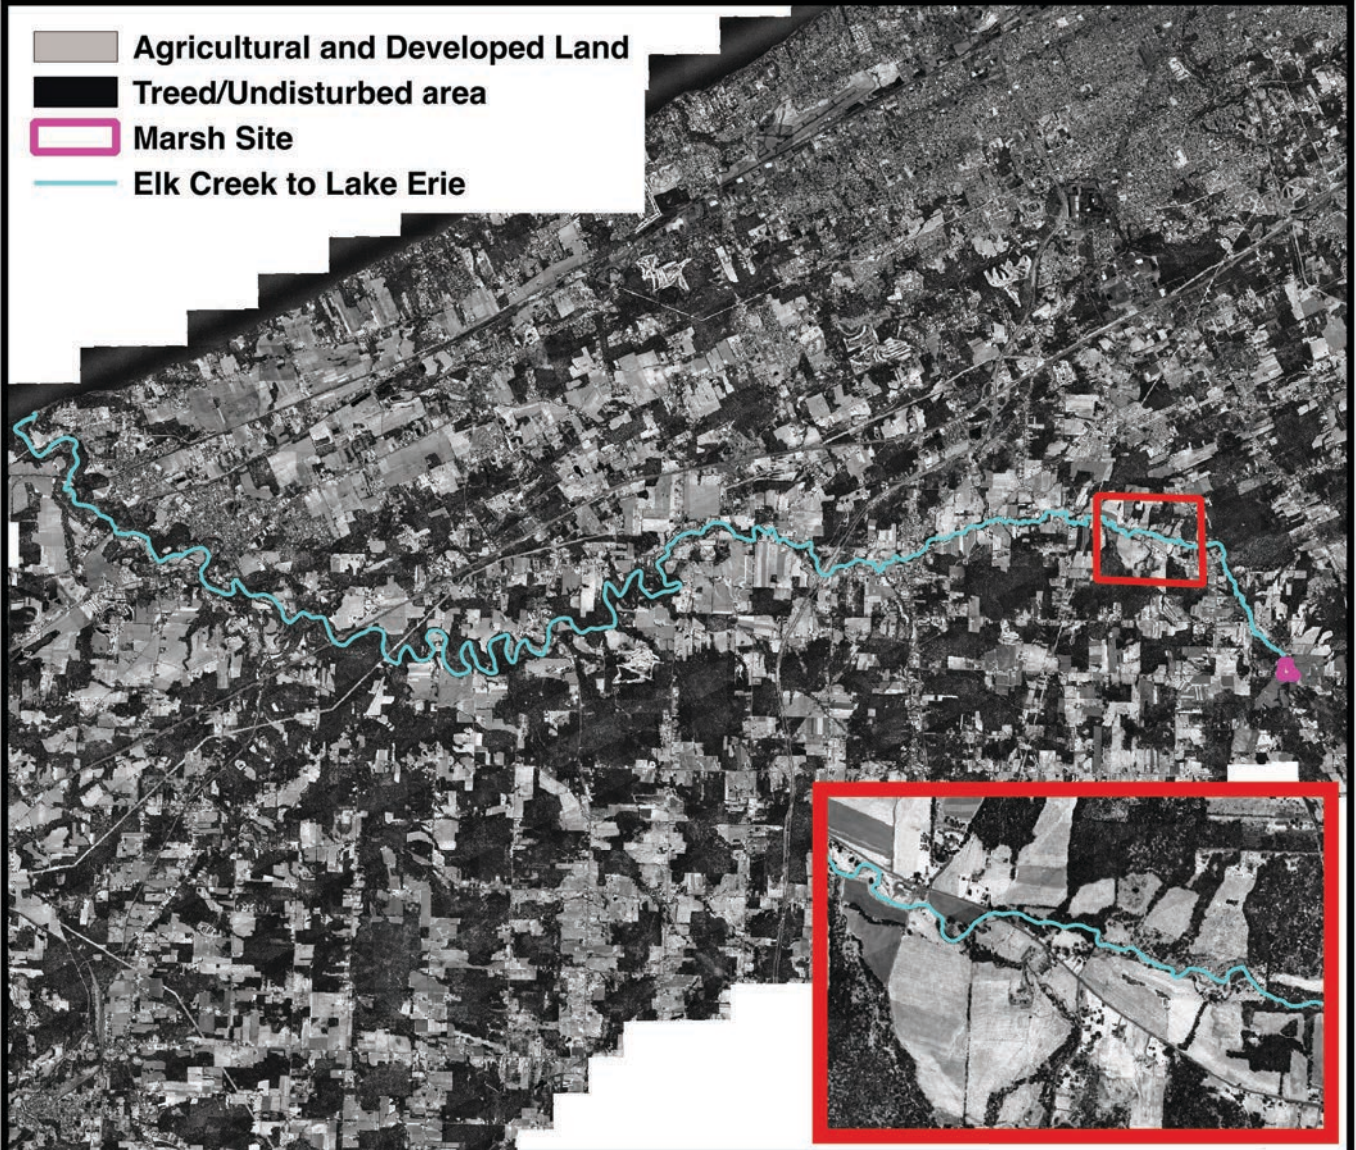 Agricultural and Developed Land
Treed/Undisturbed area
Marsh Site
Elk Creek to Lake Erie